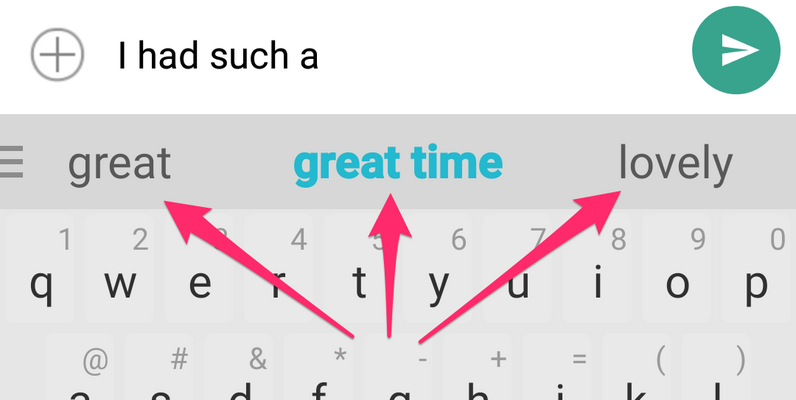 I had such a
great great time lovely
1 2 3 4 5 6 7 8 9 0
q w e r t y u i o p
@ # & * - + = ( )
a s d f g h j k l